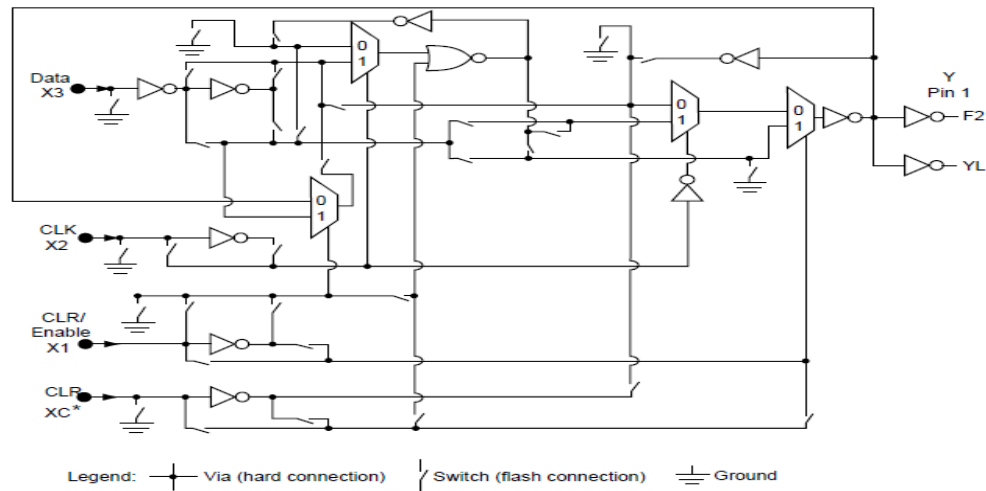 0
1
Data
X3
Y
Pin 1
0
1
0
1
F2
YL
0
1
CLK
X2
CLR/
Enable
X1
CLR
XC*
Legend: Via (hard connection) Switch (flash connection) Ground